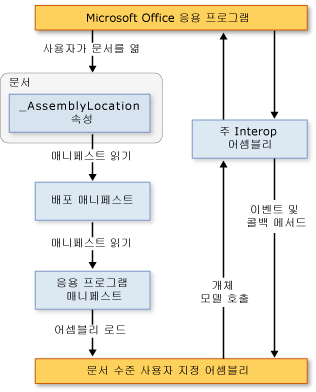 Microsoft Office 응용 프로그램
사용자가 문서를 엶
문서
_AssemblyLocation
속성
매니페스트 읽기
배포 매니페스트
매니페스트 읽기
응용 프로그램
매니페스트
어셈블리 로드
주 Interop
어셈블리
이벤트 및
콜백 메서드
개체
모델 호출
문서 수준 사용자 지정 어셈블리